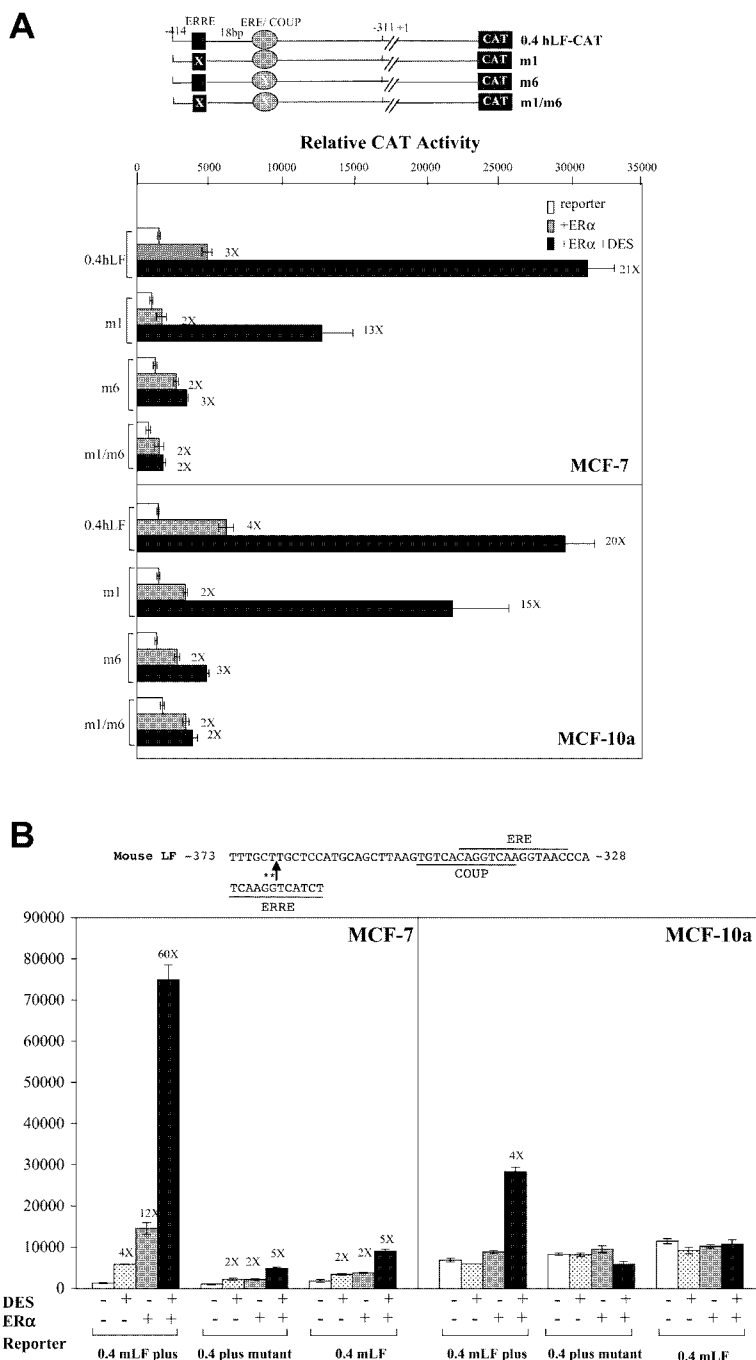 A
ERRE ERE/ COUP
-414 18bp -311 +1
CAT 0.4 hLF-CAT
X CAT m1
CAT m6
X CAT m1/m6
Relative CAT Activity
0 5000 10000 15000 20000 25000 30000 35000
reporter
+ERα
+ERα +DES
0.4hLF 3X 21X
m1 2X 13X
m6 2X 3X
m1/m6 2X 2X
MCF-7
0.4hLF 4X 20X
m1 2X 15X
m6 2X 3X
m1/m6 2X 2X
MCF-10a
B
ERE
Mouse LF -373 TTTGCTTGCTCCATGCAGCTTAAGTGTCACAGGTCAAGGTAACCCA -328
** COUP
TCAAGGTCATCT
ERRE
90000 MCF-7 MCF-10a
80000 60X
70000
60000
50000
40000
30000 4X
20000
10000 4X 12X 2X 2X 5X 2X 2X 5X
0
DES - + - + - + - + - + - + - + - + - + - + - + - +
ERα - - + + - - + + - - + + - - + + - - + + - - + +
Reporter 0.4 mLF plus 0.4 plus mutant 0.4 mLF 0.4 mLF plus 0.4 plus mutant 0.4 mLF